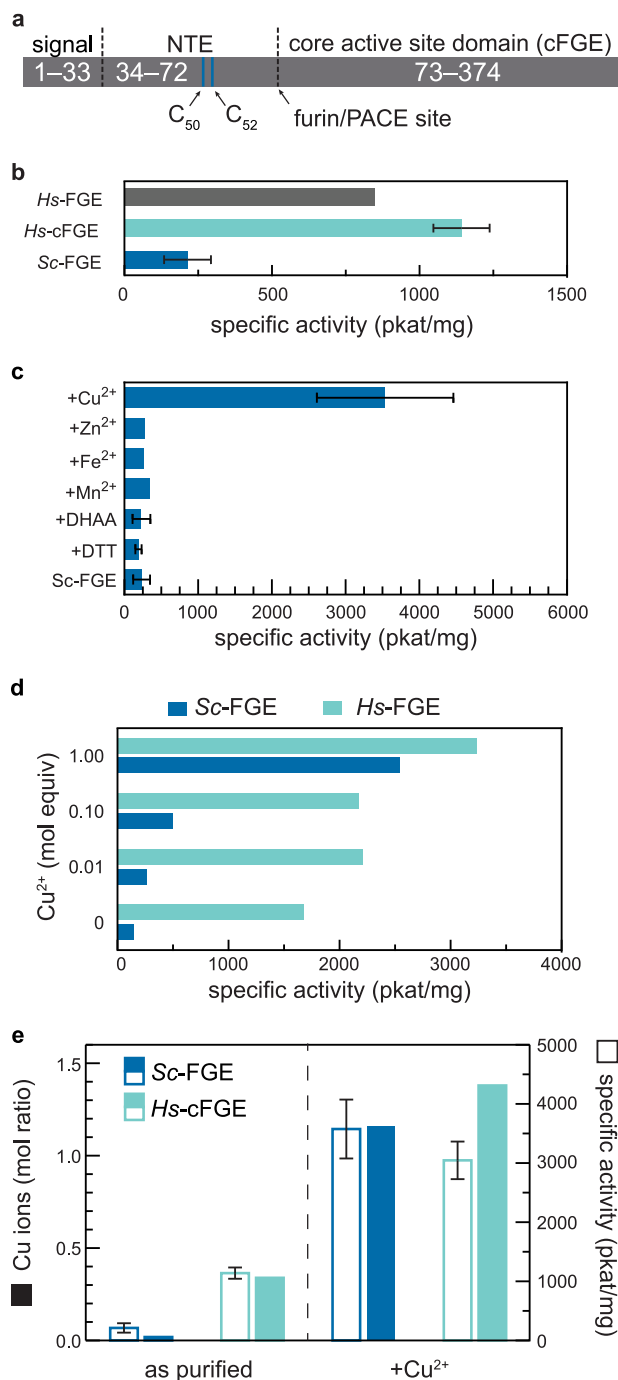 a
signal NTE core active site domain (cFGE)
1–33 34–72 73–374
C50 C52 furin/PACE site
b
Hs-FGE
Hs-cFGE
Sc-FGE
0 500 1000 1500
specific activity (pkat/mg)
c
+Cu2+
+Zn2+
+Fe2+
+Mn2+
+DHAA
+DTT
Sc-FGE
0 1000 2000 3000 4000 5000 6000
specific activity (pkat/mg)
d
Sc-FGE Hs-FGE
Cu2+ (mol equiv)
1.00
0.10
0.01
0
0 1000 2000 3000 4000
specific activity (pkat/mg)
e
Cu ions (mol ratio)
1.5
1.0
0.5
0.0
Sc-FGE
Hs-cFGE
5000
4000
3000
2000
1000
0
specific activity (pkat/mg)
as purified +Cu2+